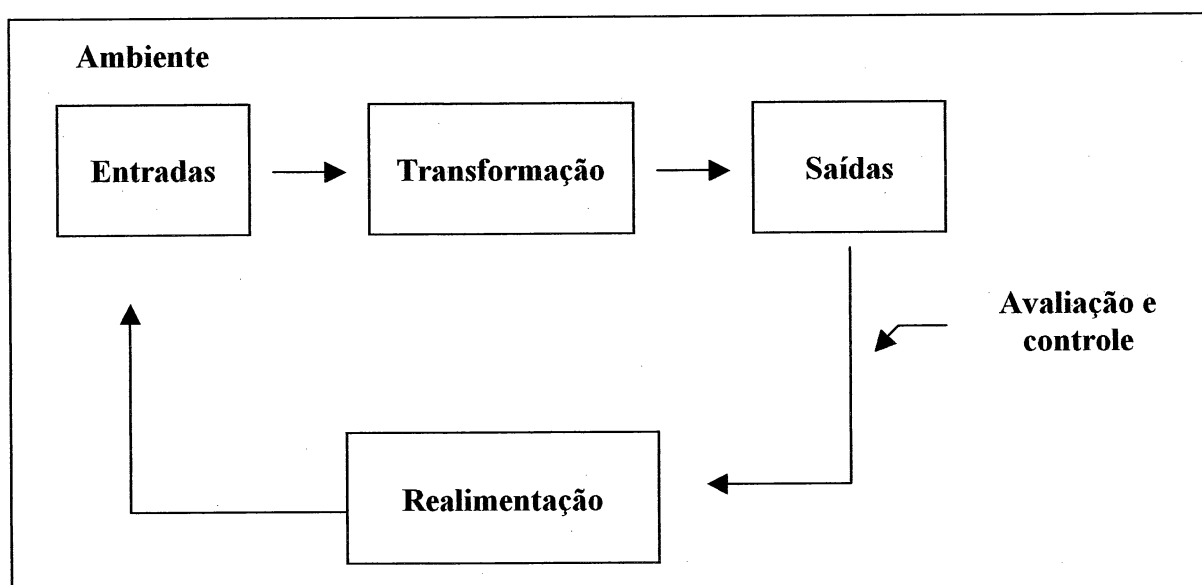 Ambiente
Entradas
Transformação
Saídas
Avaliação e
controle
Realimentação